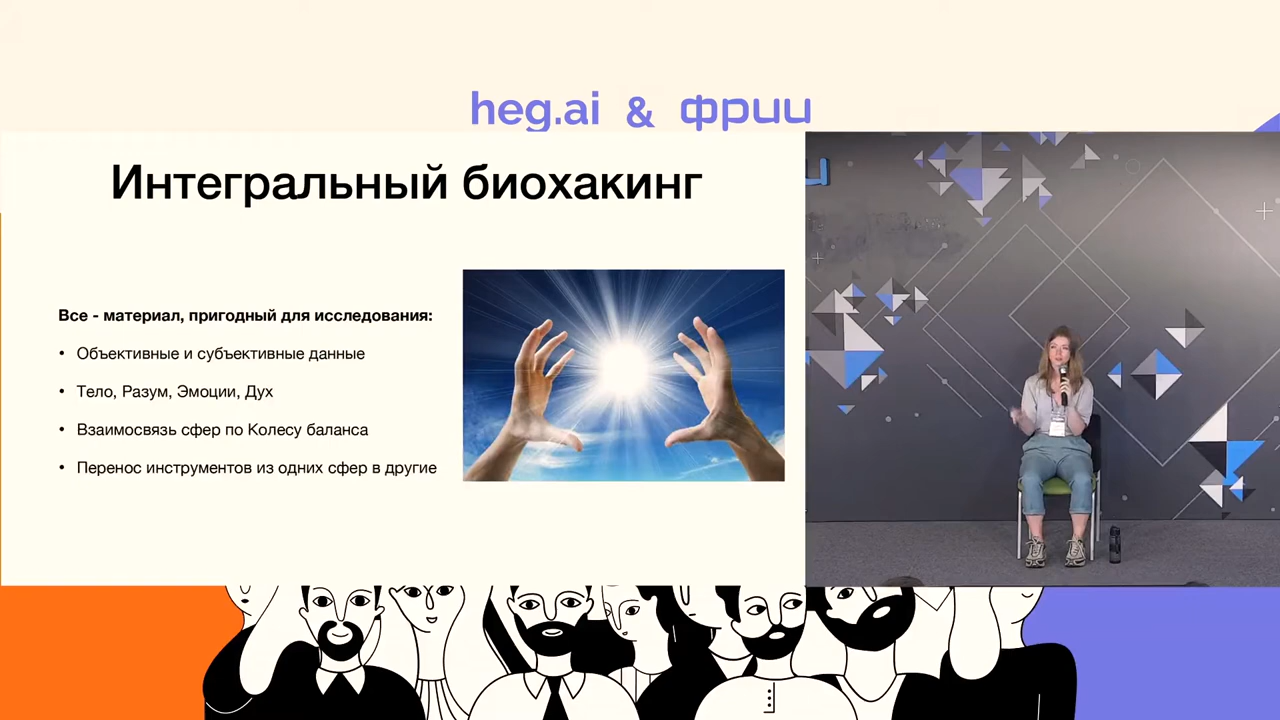 heg.ai & фрии
Интегральный биохакинг
Все - материал, пригодный для исследования:
• Объективные и субъективные данные
• Тело, Разум, Эмоции, Дух
• Взаимосвязь сфер по Колесу баланса
• Перенос инструментов из одних сфер в другие